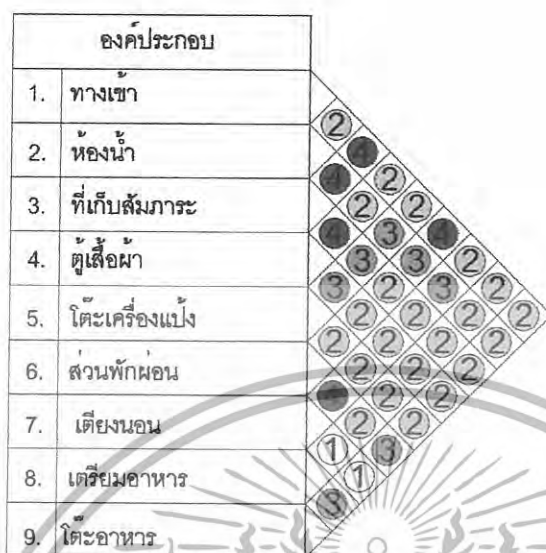 องค์ประกอบ
1. ทางเข้า
2
4
2. ห้องน้ำ
4 2
2 2
3. ที่เก็บสัมภาระ
4 3 4
3 3 2
4. ตู้เสื้อผ้า
3 2 3 2
2 2 2 2
5. โต๊ะเครื่องแป้ง
2 2 2 2
2 2 2
6. ส่วนพักผ่อน
2 2
2 2
7. เตียงนอน
1 3
1
8. เตรียมอาหาร
3
9. โต๊ะอาหาร